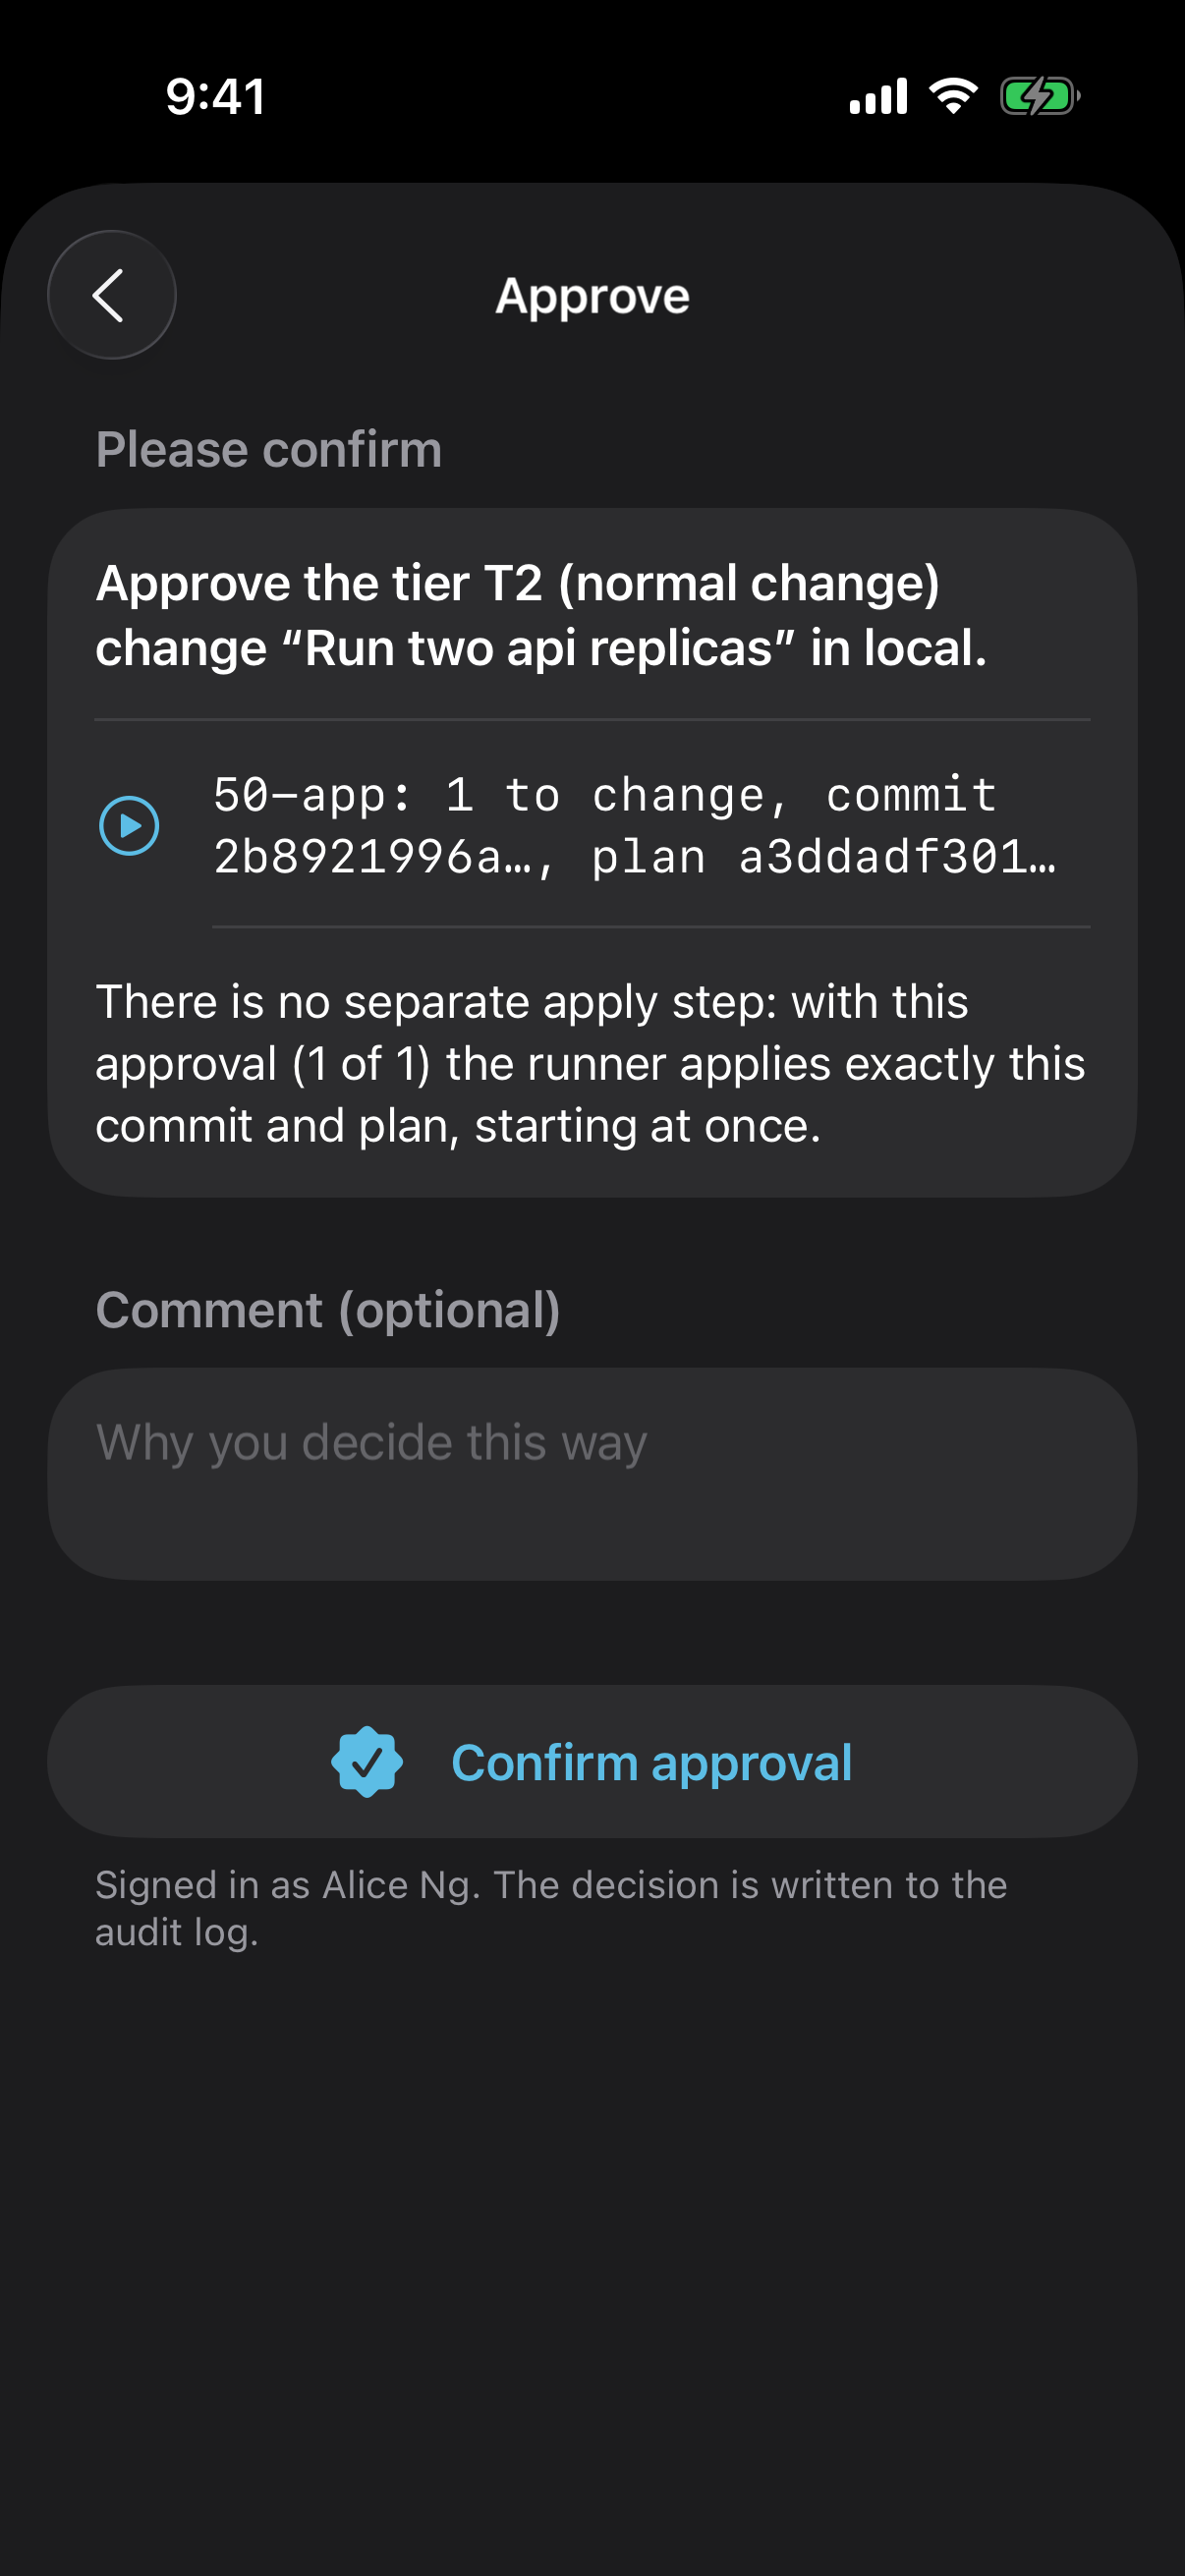 9:41
Approve
Please confirm
Approve the tier T2 (normal change)
change “Run two api replicas” in local.
50-app: 1 to change, commit
2b8921996a…, plan a3ddadf301…
There is no separate apply step: with this
approval (1 of 1) the runner applies exactly this
commit and plan, starting at once.
Comment (optional)
Why you decide this way
Confirm approval
Signed in as Alice Ng. The decision is written to the
audit log.